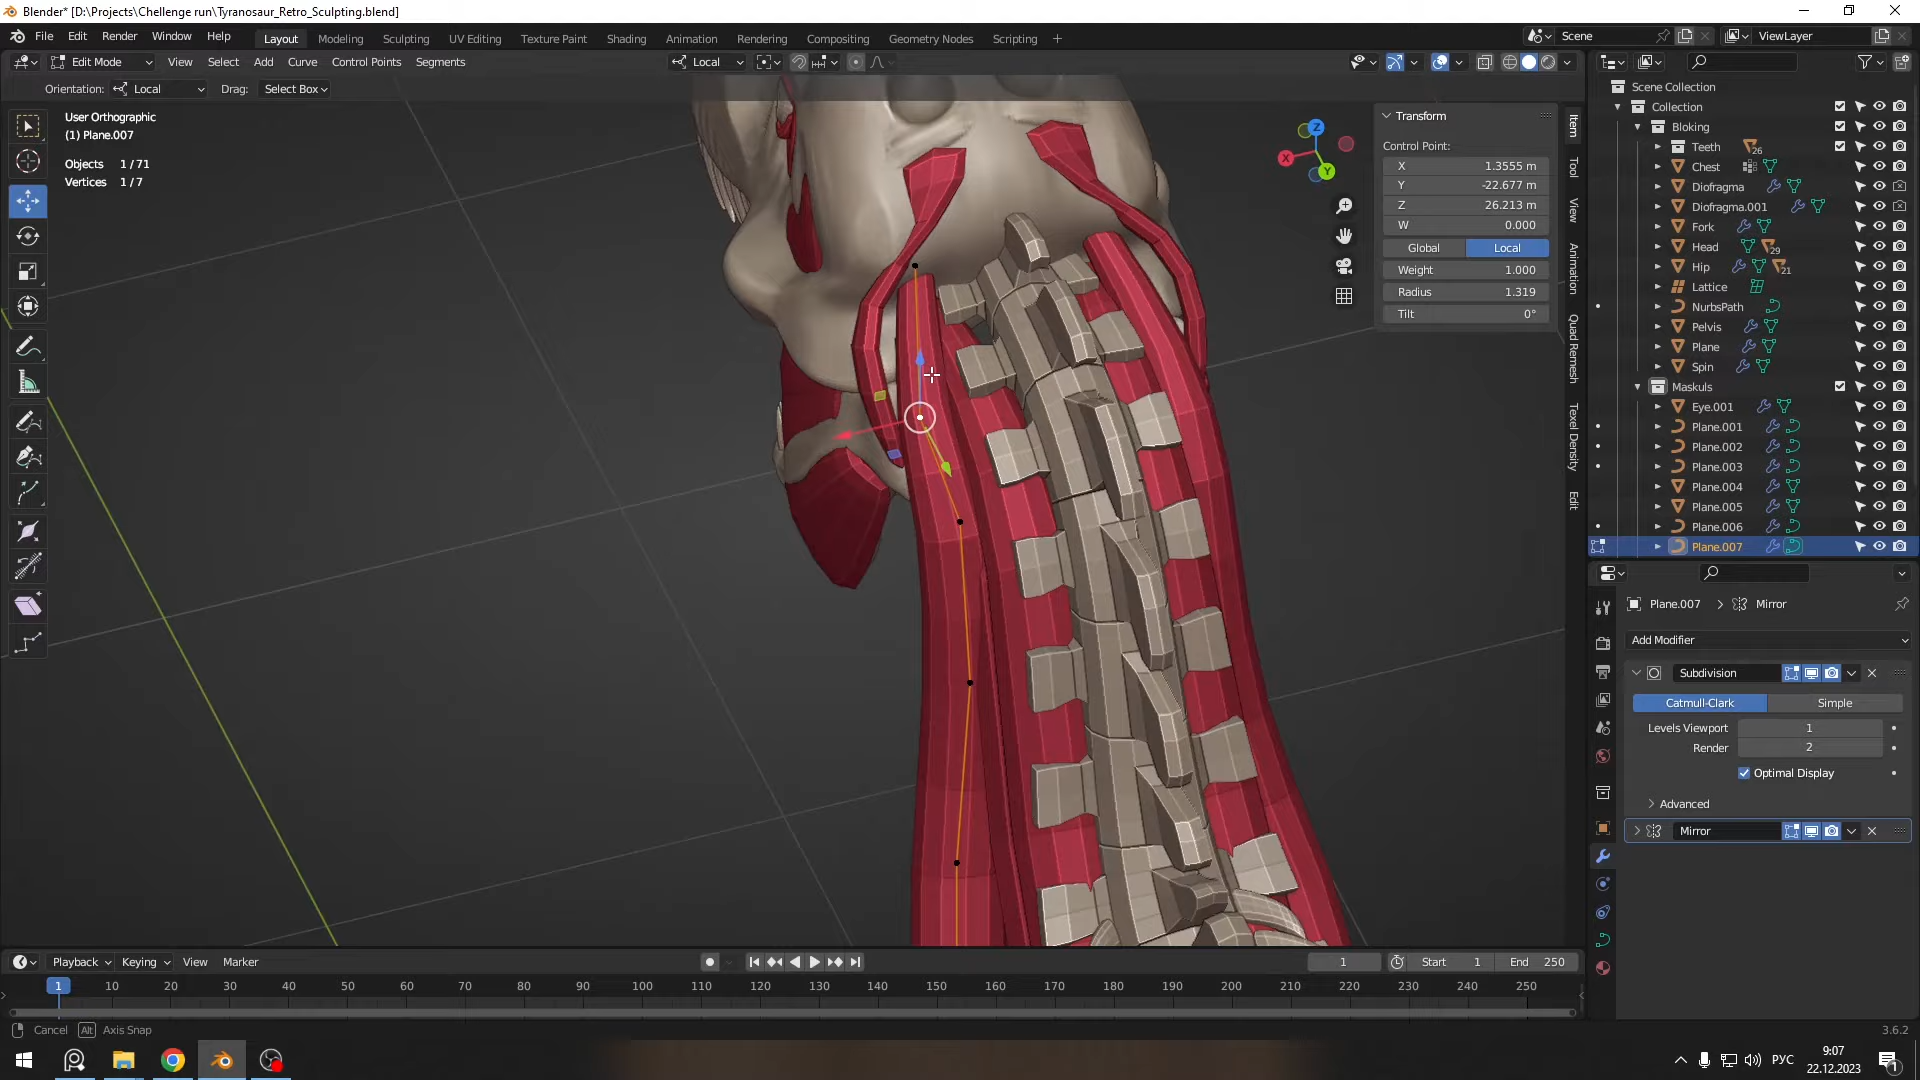 Blender* [D:\Projects\Chellenge run\Tyranosaur_Retro_Sculpting.blend]
File Edit Render Window Help Layout Modeling Sculpting UV Editing Texture Paint Shading Animation Rendering Compositing Geometry Nodes Scripting + Scene ViewLayer
Edit Mode View Select Add Curve Control Points Segments Local
Orientation: Local Drag: Select Box
User Orthographic
(1) Plane.007
Objects 1 / 71
Vertices 1 / 7
Z
X
Y
Transform
Control Point:
X 1.3555 m
Y -22.677 m
Z 26.213 m
W 0.000
Global Local
Weight 1.000
Radius 1.319
Tilt 0°
Item
Tool
View
Animation
Quad Remesh
Texel Density
Edit
Scene Collection
Collection
Bloking
Teeth 26
Chest
Diofragma
Diofragma.001
Fork
Head 29
Hip 21
Lattice
NurbsPath
Pelvis
Plane
Spin
Maskuls
Eye.001
Plane.001
Plane.002
Plane.003
Plane.004
Plane.005
Plane.006
Plane.007
Plane.007 Mirror
Add Modifier
Subdivision
Catmull-Clark Simple
Levels Viewport 1
Render 2
Optimal Display
Advanced
Mirror
Playback Keying View Marker 1 Start 1 End 250
1 10 20 30 40 50 60 70 80 90 100 110 120 130 140 150 160 170 180 190 200 210 220 230 240 250
Cancel Alt Axis Snap 3.6.2
РУС
9:07
22.12.2023
1